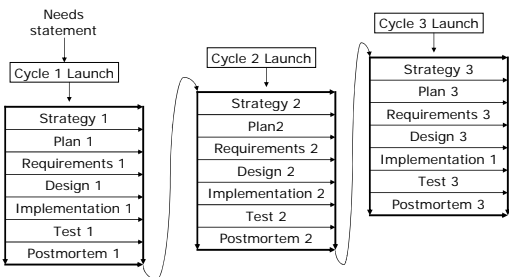 Needs
statement
Cycle 1 Launch
Strategy 1
Plan 1
Requirements 1
Design 1
Implementation 1
Test 1
Postmortem 1
Cycle 2 Launch
Strategy 2
Plan2
Requirements 2
Design 2
Implementation 2
Test 2
Postmortem 2
Cycle 3 Launch
Strategy 3
Plan 3
Requirements 3
Design 3
Implementation 1
Test 3
Postmortem 3